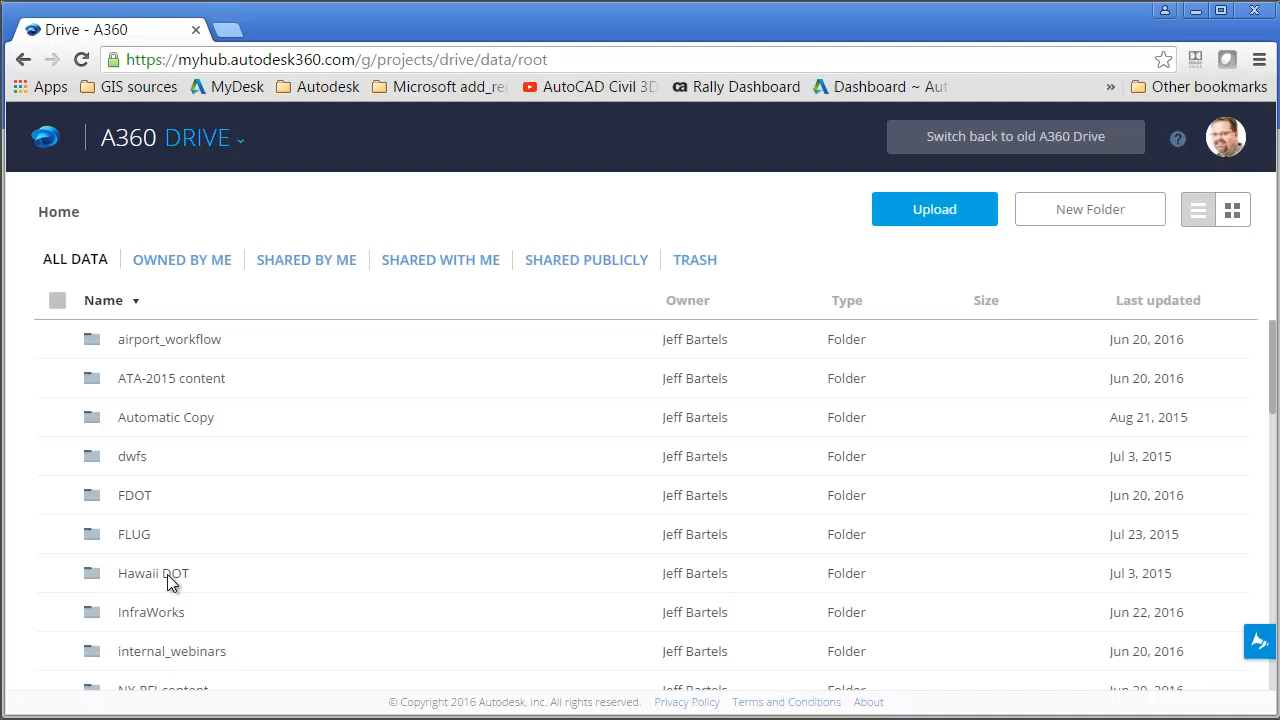 Drive - A360
https://myhub.autodesk360.com/g/projects/drive/data/root
Apps GIS sources MyDesk Autodesk Microsoft add_re AutoCAD Civil 3D ca Rally Dashboard Dashboard ~ Aut » Other bookmarks
A360 DRIVE Switch back to old A360 Drive ?
Home Upload New Folder
ALL DATA OWNED BY ME SHARED BY ME SHARED WITH ME SHARED PUBLICLY TRASH
Name Owner Type Size Last updated
airport_workflow Jeff Bartels Folder Jun 20, 2016
ATA-2015 content Jeff Bartels Folder Jun 20, 2016
Automatic Copy Jeff Bartels Folder Aug 21, 2015
dwfs Jeff Bartels Folder Jul 3, 2015
FDOT Jeff Bartels Folder Jun 20, 2016
FLUG Jeff Bartels Folder Jul 23, 2015
Hawaii DOT Jeff Bartels Folder Jul 3, 2015
InfraWorks Jeff Bartels Folder Jun 22, 2016
internal_webinars Jeff Bartels Folder Jun 20, 2016
NY-RFI content Jeff Bartels Folder Jun 20, 2016
© Copyright 2016 Autodesk, Inc. All rights reserved. Privacy Policy Terms and Conditions About